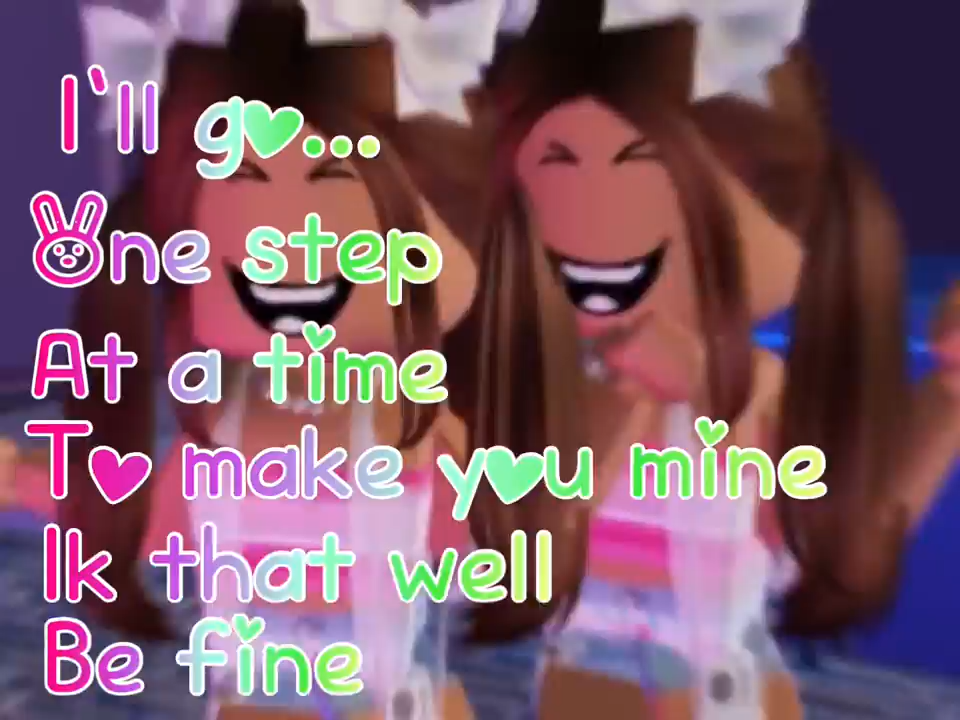 I'll go...
One step
At a time
To make you mine
Ik that well
Be fine